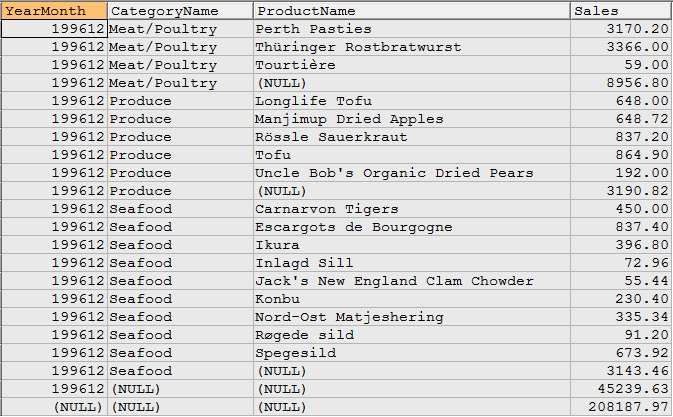 YearMonth CategoryName ProductName Sales
199612 Meat/Poultry Perth Pasties 3170.20
199612 Meat/Poultry Thüringer Rostbratwurst 3366.00
199612 Meat/Poultry Tourtière 59.00
199612 Meat/Poultry (NULL) 8956.80
199612 Produce Longlife Tofu 648.00
199612 Produce Manjimup Dried Apples 648.72
199612 Produce Rössle Sauerkraut 837.20
199612 Produce Tofu 864.90
199612 Produce Uncle Bob's Organic Dried Pears 192.00
199612 Produce (NULL) 3190.82
199612 Seafood Carnarvon Tigers 450.00
199612 Seafood Escargots de Bourgogne 837.40
199612 Seafood Ikura 396.80
199612 Seafood Inlagd Sill 72.96
199612 Seafood Jack's New England Clam Chowder 55.44
199612 Seafood Konbu 230.40
199612 Seafood Nord-Ost Matjeshering 335.34
199612 Seafood Røgede sild 91.20
199612 Seafood Spegesild 673.92
199612 Seafood (NULL) 3143.46
199612 (NULL) (NULL) 45239.63
(NULL) (NULL) (NULL) 208187.97